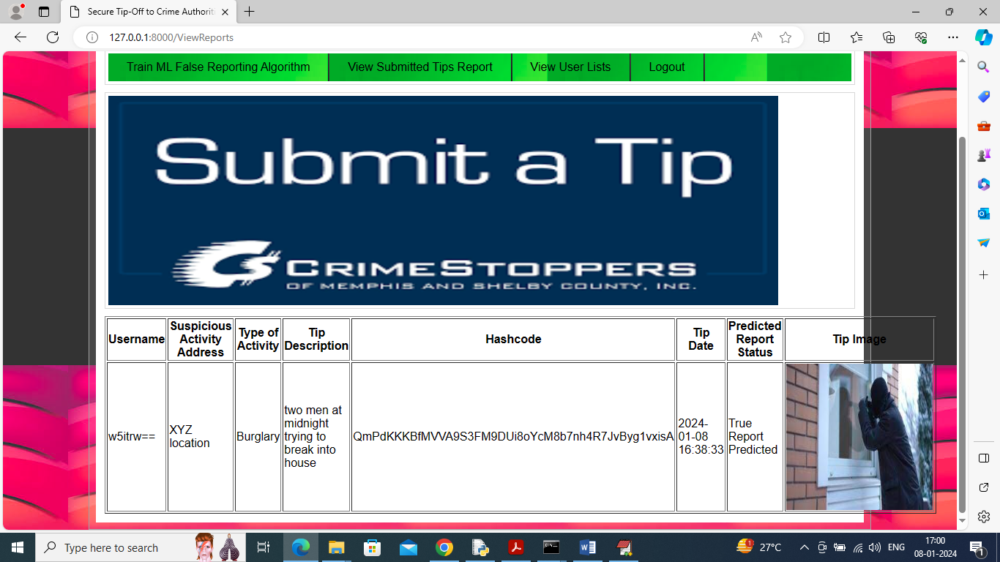 Secure Tip-Off to Crime Authoriti
127.0.0.1:8000/ViewReports
Train ML False Reporting Algorithm
View Submitted Tips Report
View User Lists
Logout
Submit a Tip
CRIMESTOPPERS
OF MEMPHIS AND SHELBY COUNTY, INC.
Username
Suspicious
Activity
Address
Type of
Activity
Tip
Description
Hashcode
Tip
Date
Predicted
Report
Status
Tip Image
w5itrw==
XYZ
location
Burglary
two men at
midnight
trying to
break into
house
QmPdKKKBfMVVA9S3FM9DUi8oYcM8b7nh4R7JvByg1vxisA
2024-
01-08
16:38:33
True
Report
Predicted
Type here to search
27°C
ENG
17:00
08-01-2024
1
1